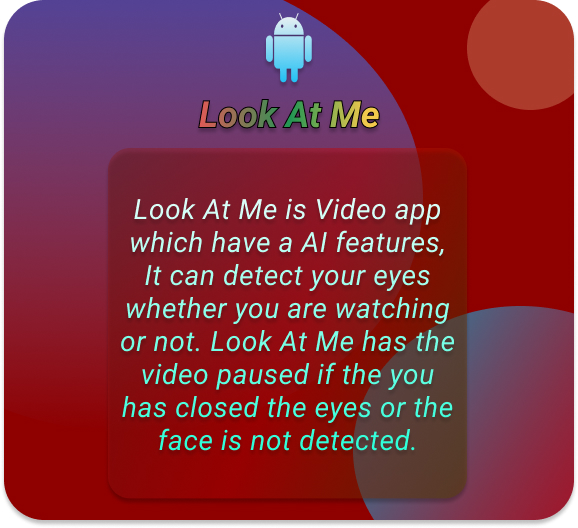 Look At Me
Look At Me is Video app
which have a AI features,
It can detect your eyes
whether you are watching
or not. Look At Me has the
video paused if the you
has closed the eyes or the
face is not detected.